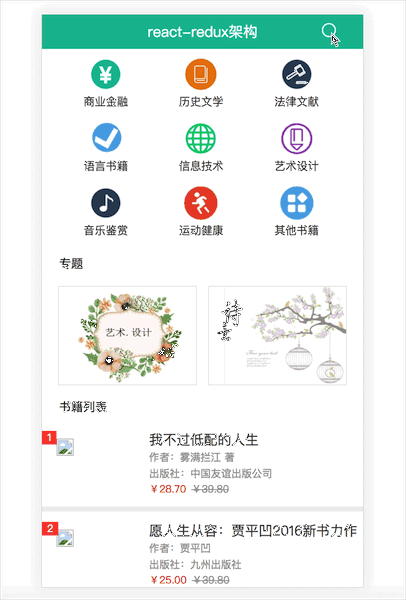 react-redux架构
商业金融
历史文学
法律文献
语言书籍
信息技术
艺术设计
音乐鉴赏
运动健康
其他书籍
专题
艺术.设计
书籍列表
1
我不过低配的人生
作者：雾满拦江 著
出版社：中国友谊出版公司
￥28.70 ￥39.80
2
愿人生从容：贾平凹2016新书力作
作者：贾平凹
出版社：九州出版社
￥25.00 ￥39.80